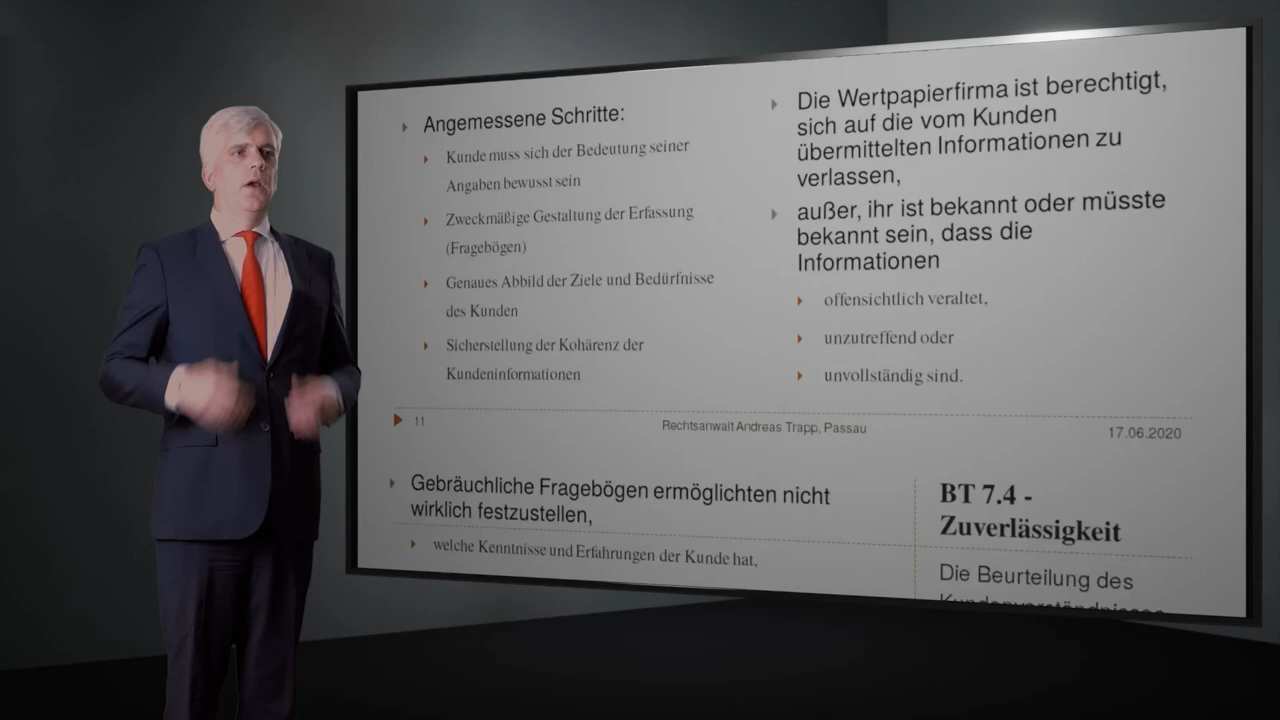 Angemessene Schritte:
Kunde muss sich der Bedeutung seiner
Angaben bewusst sein
Zweckmäßige Gestaltung der Erfassung
(Fragebögen)
Genaues Abbild der Ziele und Bedürfnisse
des Kunden
Sicherstellung der Kohärenz der
Kundeninformationen
Die Wertpapierfirma ist berechtigt,
sich auf die vom Kunden
übermittelten Informationen zu
verlassen,
außer, ihr ist bekannt oder müsste
bekannt sein, dass die
Informationen
offensichtlich veraltet,
unzutreffend oder
unvollständig sind.
11
Rechtsanwalt Andreas Trapp, Passau
17.06.2020
Gebräuchliche Fragebögen ermöglichten nicht
wirklich festzustellen,
welche Kenntnisse und Erfahrungen der Kunde hat,
BT 7.4 -
Zuverlässigkeit
Die Beurteilung des